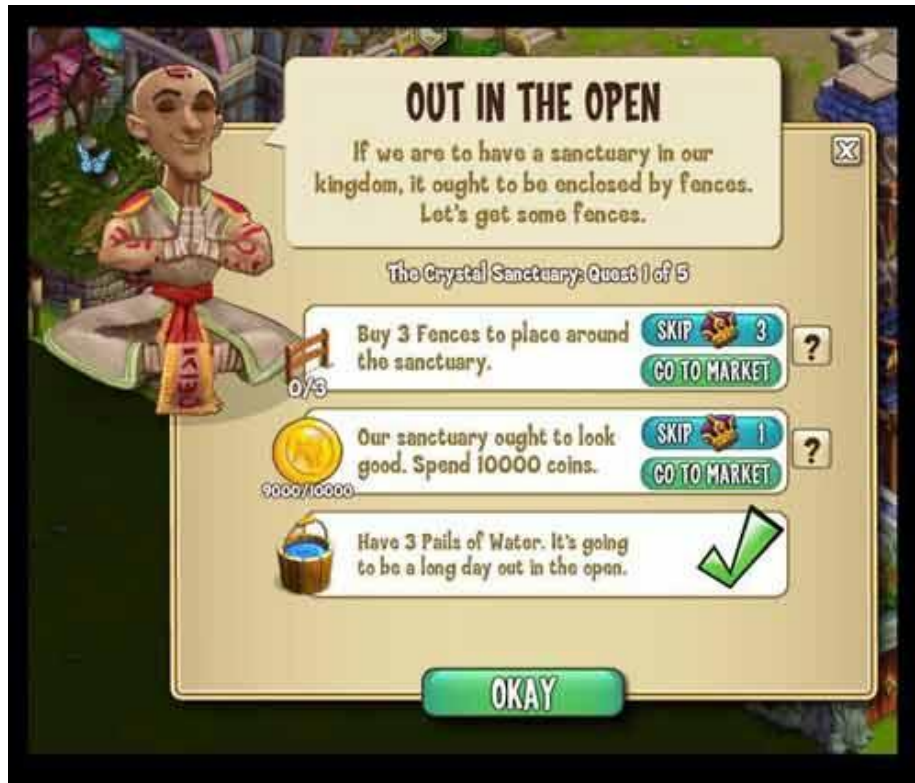 OUT IN THE OPEN
If we are to have a sanctuary in our
kingdom, it ought to be enclosed by fences.
Let's get some fences.
The Crystal Sanctuary: Quest 1 of 5
Buy 3 Fences to place around
the sanctuary.
0/3
SKIP 3
GO TO MARKET
?
Our sanctuary ought to look
good. Spend 10000 coins.
9000/10000
SKIP 1
GO TO MARKET
?
Have 3 Pails of Water. It's going
to be a long day out in the open.
OKAY